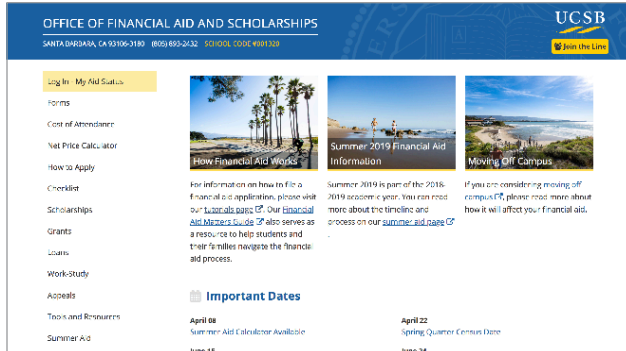 OFFICE OF FINANCIAL AID AND SCHOLARSHIPS
SANTA BARBARA, CA 93106-3180 (805) 893-2432 SCHOOL CODE #001320
UCSB
Join the Line
Log In - My Aid Status
Forms
Cost of Attendance
Net Price Calculator
How to Apply
Checklist
Scholarships
Grants
Loans
Work-Study
Appeals
Tools and Resources
Summer Aid
How Financial Aid Works
For information on how to file a
financial aid application, please visit
our tutorials page. Our Financial
Aid Matters Guide also serves as
a resource to help students and
their families navigate the financial
aid process.
Summer 2019 Financial Aid
Information
Summer 2019 is part of the 2018-
2019 academic year. You can read
more about the timeline and
process on our summer aid page
.
Moving Off Campus
If you are considering moving off
campus, please read more about
how it will affect your financial aid.
Important Dates
April 08
Summer Aid Calculator Available
April 22
Spring Quarter Census Date